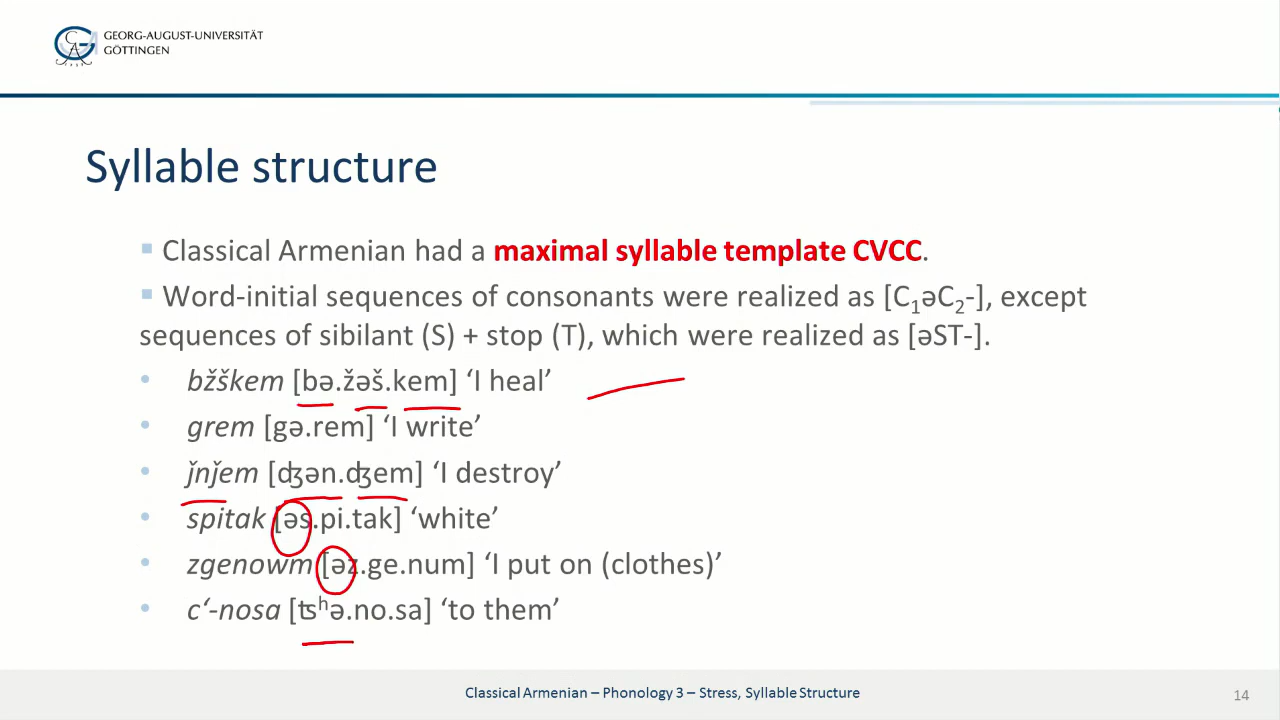 GEORG-AUGUST-UNIVERSITÄT
GÖTTINGEN
Syllable structure
▪ Classical Armenian had a maximal syllable template CVCC.
▪ Word-initial sequences of consonants were realized as [C₁əC₂-], except
sequences of sibilant (S) + stop (T), which were realized as [əST-].
• bžškem [bə.žəš.kem] ‘I heal’
• grem [gə.rem] ‘I write’
• ǰnǰem [ʤən.ʤem] ‘I destroy’
• spitak [əs.pi.tak] ‘white’
• zgenowm [əz.ge.num] ‘I put on (clothes)’
• c‘-nosa [ʦʰə.no.sa] ‘to them’
Classical Armenian – Phonology 3 – Stress, Syllable Structure
14